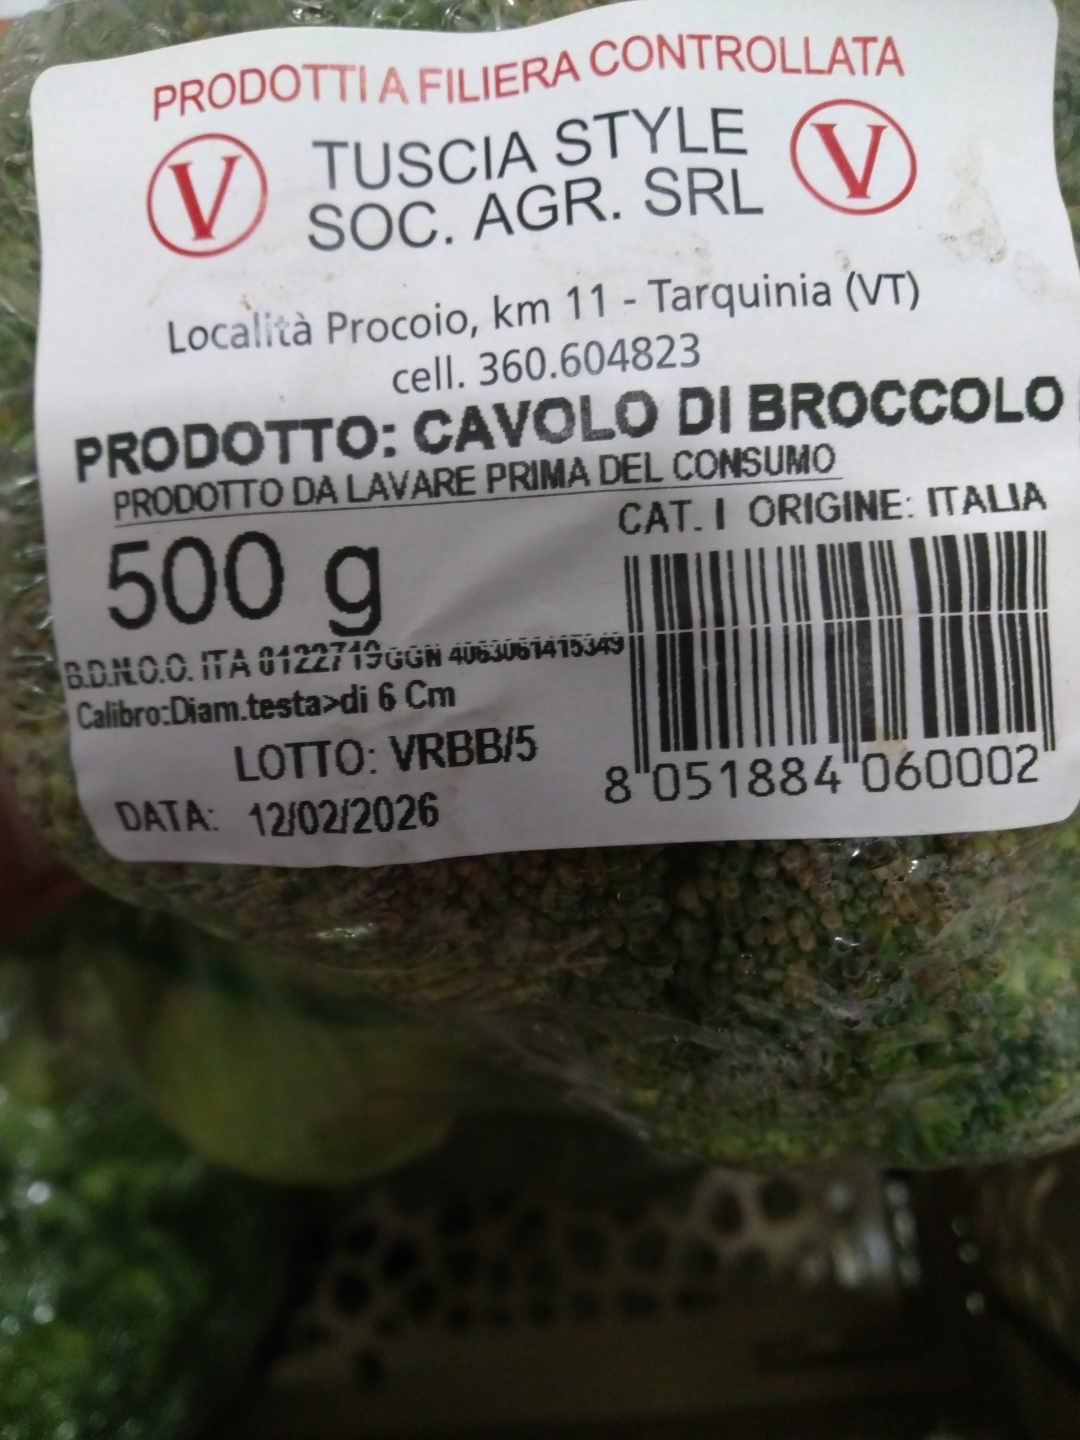 PRODOTTI A FILIERA CONTROLLATA
V TUSCIA STYLE V
SOC. AGR. SRL
Località Procoio, km 11 - Tarquinia (VT)
cell. 360.604823
PRODOTTO: CAVOLO DI BROCCOLO
PRODOTTO DA LAVARE PRIMA DEL CONSUMO
CAT. I ORIGINE: ITALIA
500 g
B.D.N.O.O. ITA 0122719 GGN 4063061415349
Calibro:Diam.testa>di 6 Cm
LOTTO: VRBB/5
DATA: 12/02/2026
8 051884 060002